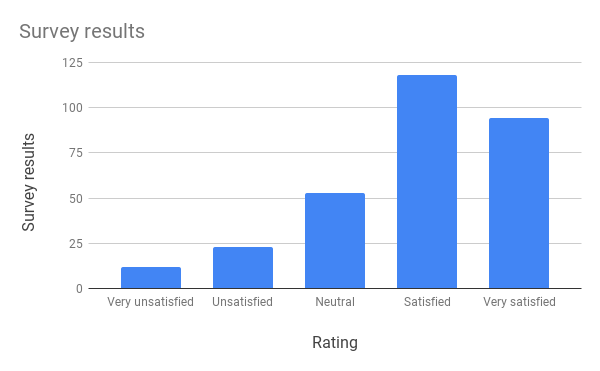 Survey results
125
100
75
50
25
0
Survey results
Very unsatisfied Unsatisfied Neutral Satisfied Very satisfied
Rating